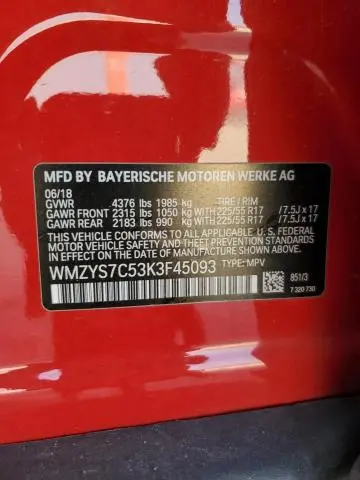 MFD BY BAYERISCHE MOTOREN WERKE AG
06/18
GVWR 4376 lbs 1985 kg TIRE / RIM
GAWR FRONT 2315 lbs 1050 kg WITH 225/55 R17 /7.5J x 17
GAWR REAR 2183 lbs 990 kg WITH 225/55 R17 /7.5J x 17
THIS VEHICLE CONFORMS TO ALL APPLICABLE U.S. FEDERAL
MOTOR VEHICLE SAFETY STANDARDS IN EFFECT ON THE
DATE OF MANUFACTURE SHOWN ABOVE.
WMZYS7C53K3F45093 TYPE: MPV
851/3
7 320 730